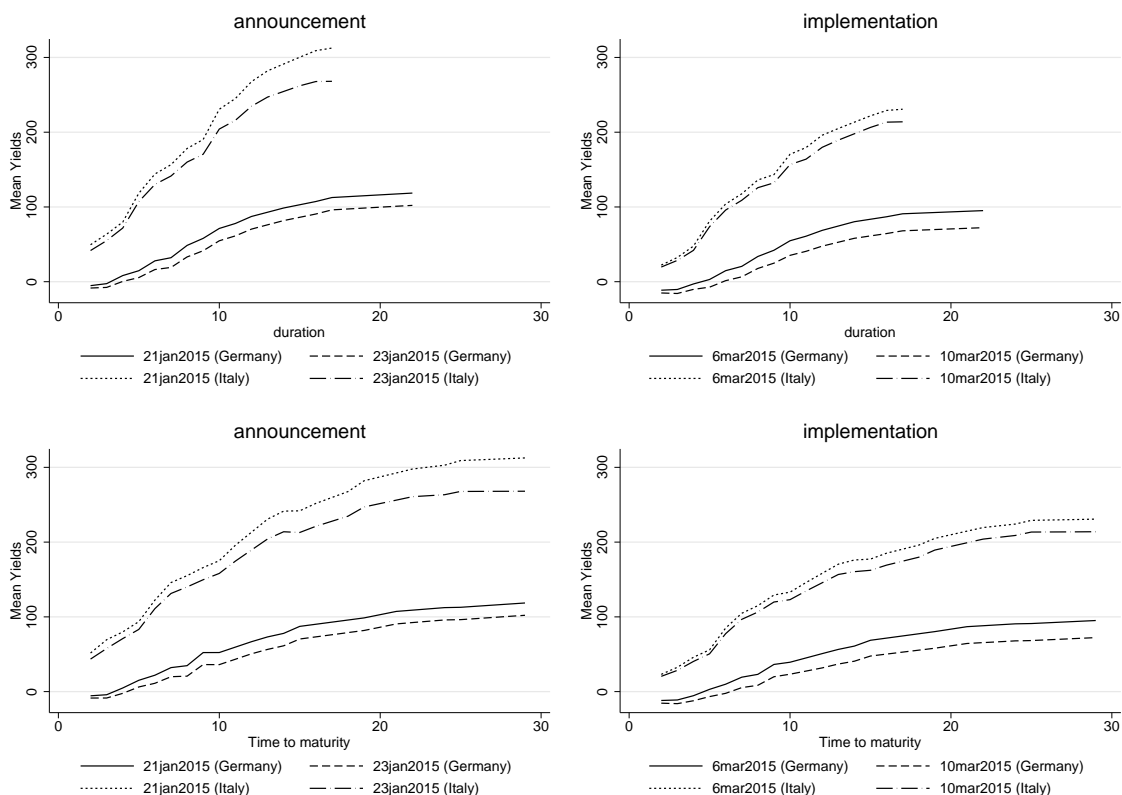 announcement
Mean Yields
300
200
100
0
0 10 20 30
duration
21jan2015 (Germany) 23jan2015 (Germany)
21jan2015 (Italy) 23jan2015 (Italy)
implementation
Mean Yields
300
200
100
0
0 10 20 30
duration
6mar2015 (Germany) 10mar2015 (Germany)
6mar2015 (Italy) 10mar2015 (Italy)
announcement
Mean Yields
300
200
100
0
0 10 20 30
Time to maturity
21jan2015 (Germany) 23jan2015 (Germany)
21jan2015 (Italy) 23jan2015 (Italy)
implementation
Mean Yields
300
200
100
0
0 10 20 30
Time to maturity
6mar2015 (Germany) 10mar2015 (Germany)
6mar2015 (Italy) 10mar2015 (Italy)